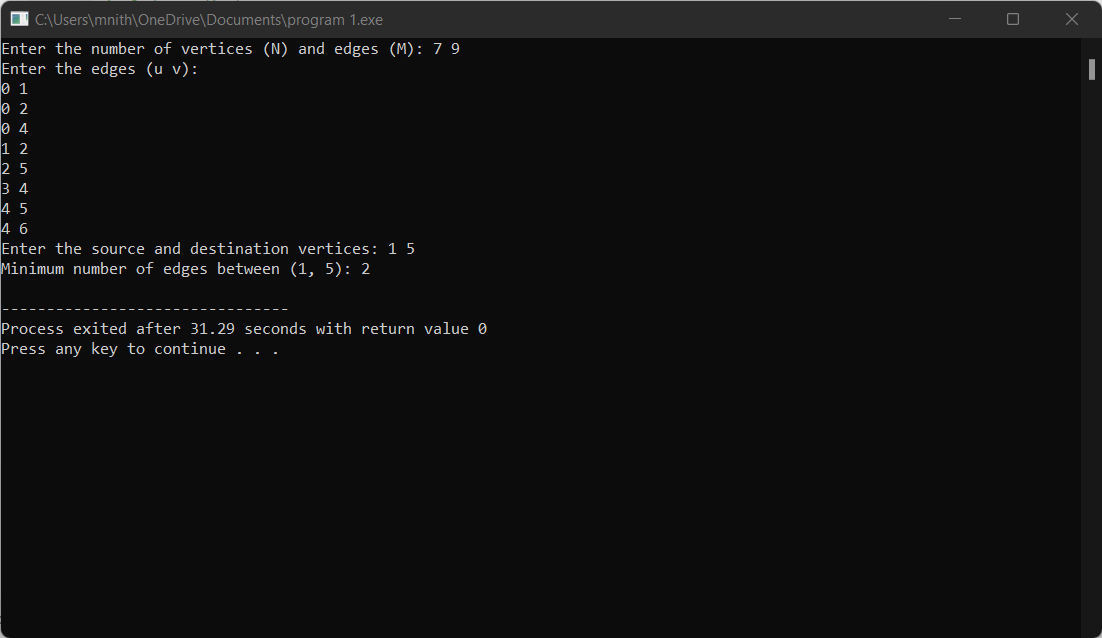 C:\Users\mnith\OneDrive\Documents\program 1.exe
Enter the number of vertices (N) and edges (M): 7 9
Enter the edges (u v):
0 1
0 2
0 4
1 2
2 5
3 4
4 5
4 6
Enter the source and destination vertices: 1 5
Minimum number of edges between (1, 5): 2
--------------------------------
Process exited after 31.29 seconds with return value 0
Press any key to continue . . .